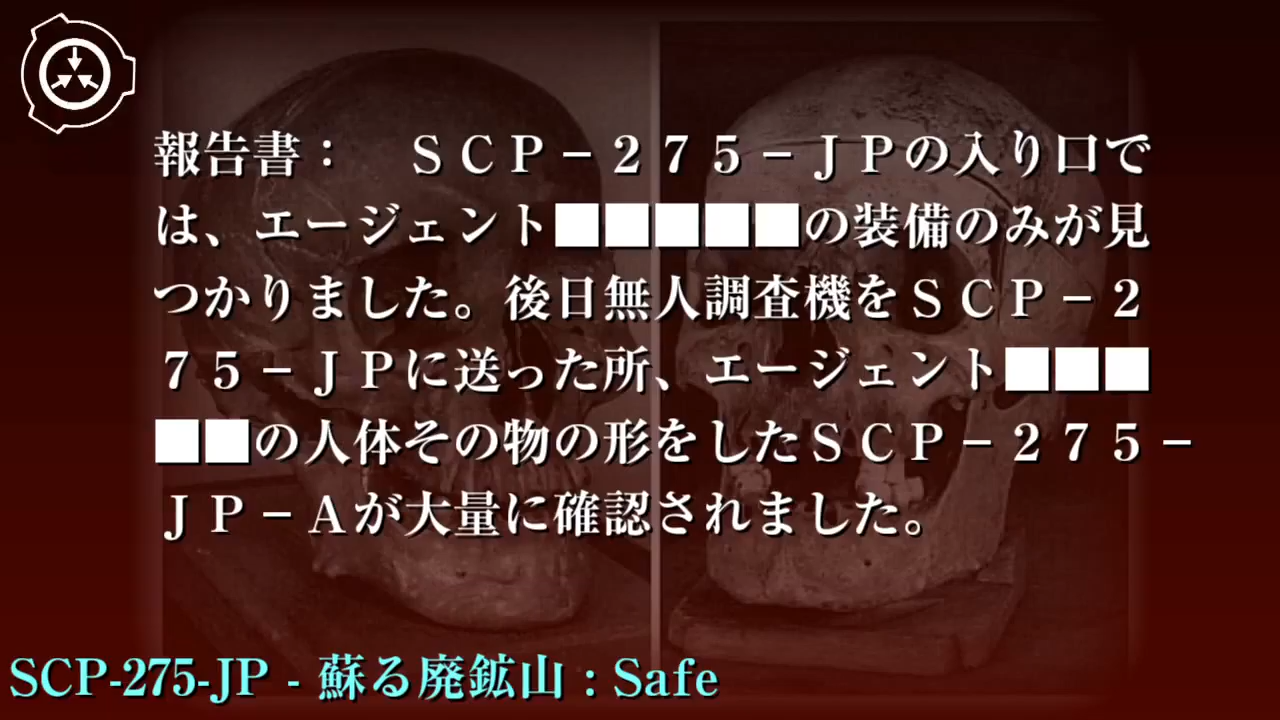 報告書：　ＳＣＰ－２７５－ＪＰの入り口で
は、エージェント■■■■■の装備のみが見
つかりました。後日無人調査機をＳＣＰ－２
７５－ＪＰに送った所、エージェント■■■
■■の人体その物の形をしたＳＣＰ－２７５－
ＪＰ－Ａが大量に確認されました。
SCP-275-JP - 蘇る廃鉱山 : Safe